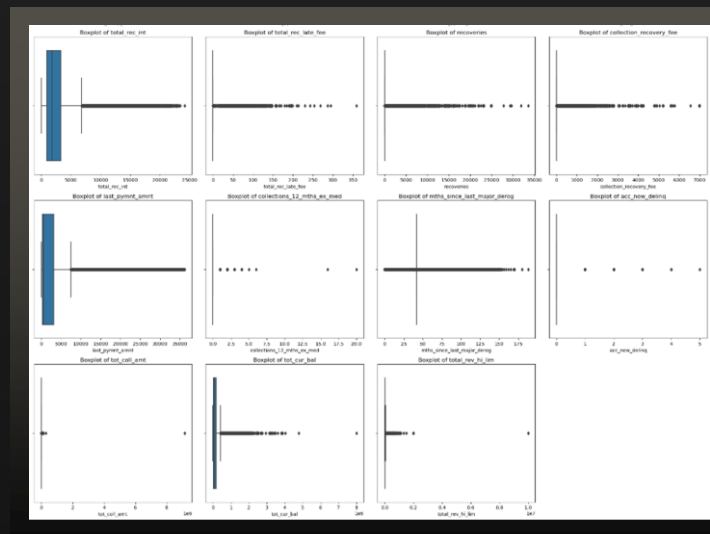 Boxplot of total_rec_int Boxplot of total_rec_late_fee Boxplot of recoveries Boxplot of collection_recovery_fee
0 5000 10000 15000 20000 25000 0 50 100 150 200 250 300 350 0 5000 10000 15000 20000 25000 30000 35000 0 1000 2000 3000 4000 5000 6000 7000
total_rec_int total_rec_late_fee recoveries collection_recovery_fee
Boxplot of last_pymnt_amnt Boxplot of collections_12_mths_ex_med Boxplot of mths_since_last_major_derog Boxplot of acc_now_delinq
0 5000 10000 15000 20000 25000 30000 35000 0.0 2.5 5.0 7.5 10.0 12.5 15.0 17.5 20.0 0 25 50 75 100 125 150 175 0 1 2 3 4 5
last_pymnt_amnt collections_12_mths_ex_med mths_since_last_major_derog acc_now_delinq
Boxplot of tot_coll_amt Boxplot of tot_cur_bal Boxplot of total_rev_hi_lim
0 2 4 6 8 0 1 2 3 4 5 6 7 8 0.0 0.2 0.4 0.6 0.8 1.0
tot_coll_amt tot_cur_bal total_rev_hi_lim 1e7